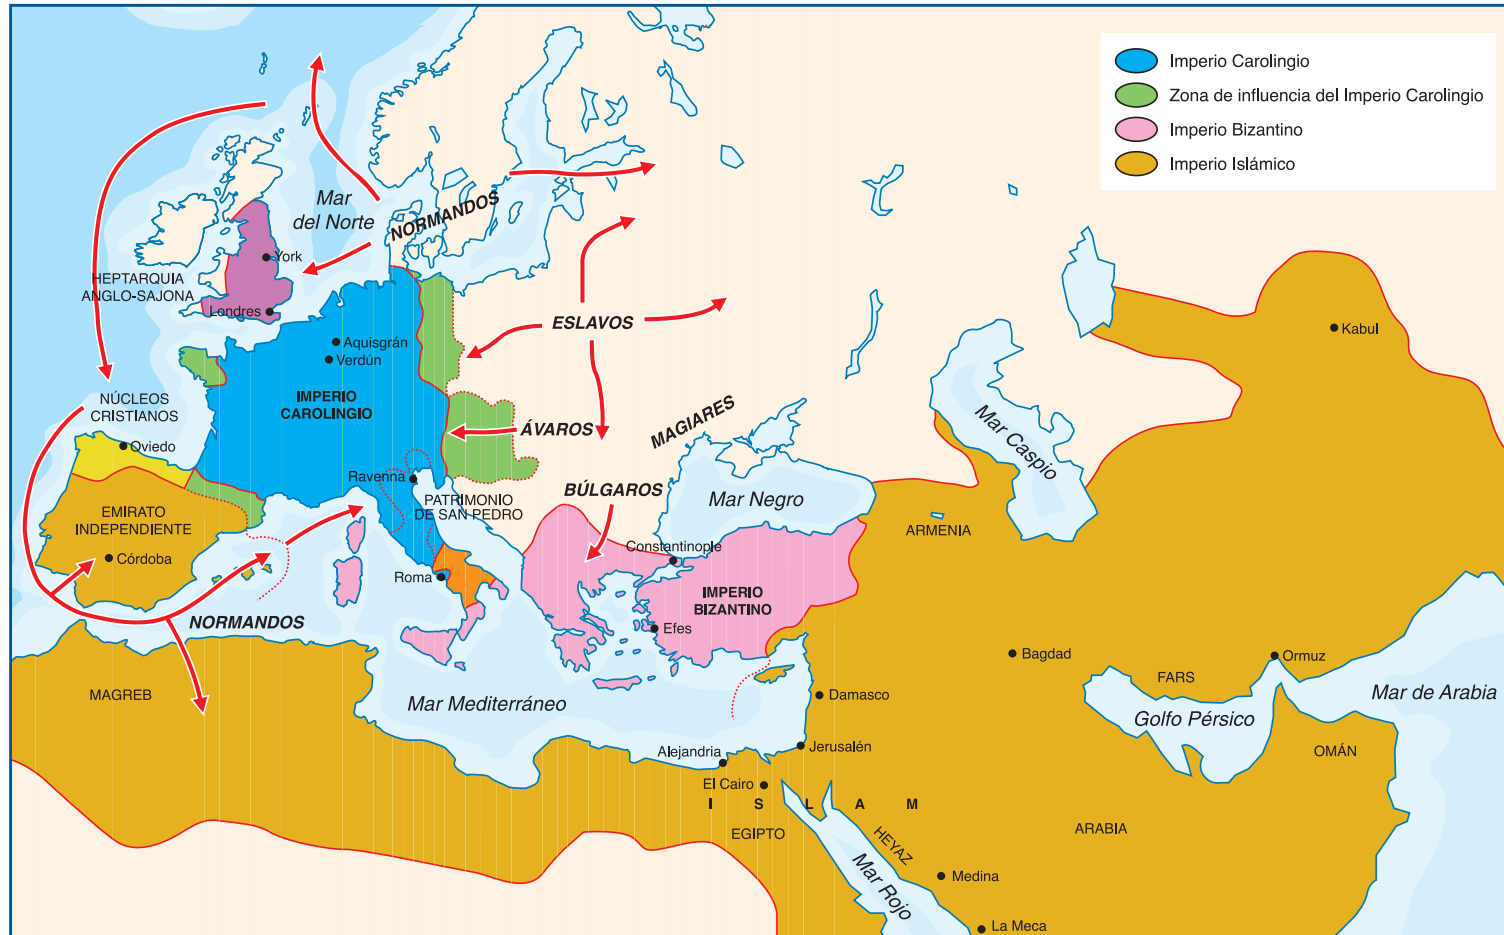 Imperio Carolingio
Zona de influencia del Imperio Carolingio
Imperio Bizantino
Imperio Islámico
Mar
del Norte
NORMANDOS
York
HEPTARQUIA
ANGLO-SAJONA
Londres
ESLAVOS
Kabul
Aquisgrán
Verdún
IMPERIO
CAROLINGIO
NÚCLEOS
CRISTIANOS
Oviedo
ÁVAROS
MAGIARES
Mar Caspio
Ravenna
PATRIMONIO
DE SAN PEDRO
BÚLGAROS
Mar Negro
EMIRATO
INDEPENDIENTE
Córdoba
ARMENIA
Constantinople
Roma
IMPERIO
BIZANTINO
NORMANDOS
Efes
Bagdad
Ormuz
MAGREB
Mar Mediterráneo
Damasco
FARS
Mar de Arabia
Golfo Pérsico
Alejandria
Jerusalén
OMÁN
El Cairo
I S L A M
EGIPTO
HEYAZ
ARABIA
Mar Rojo
Medina
La Meca